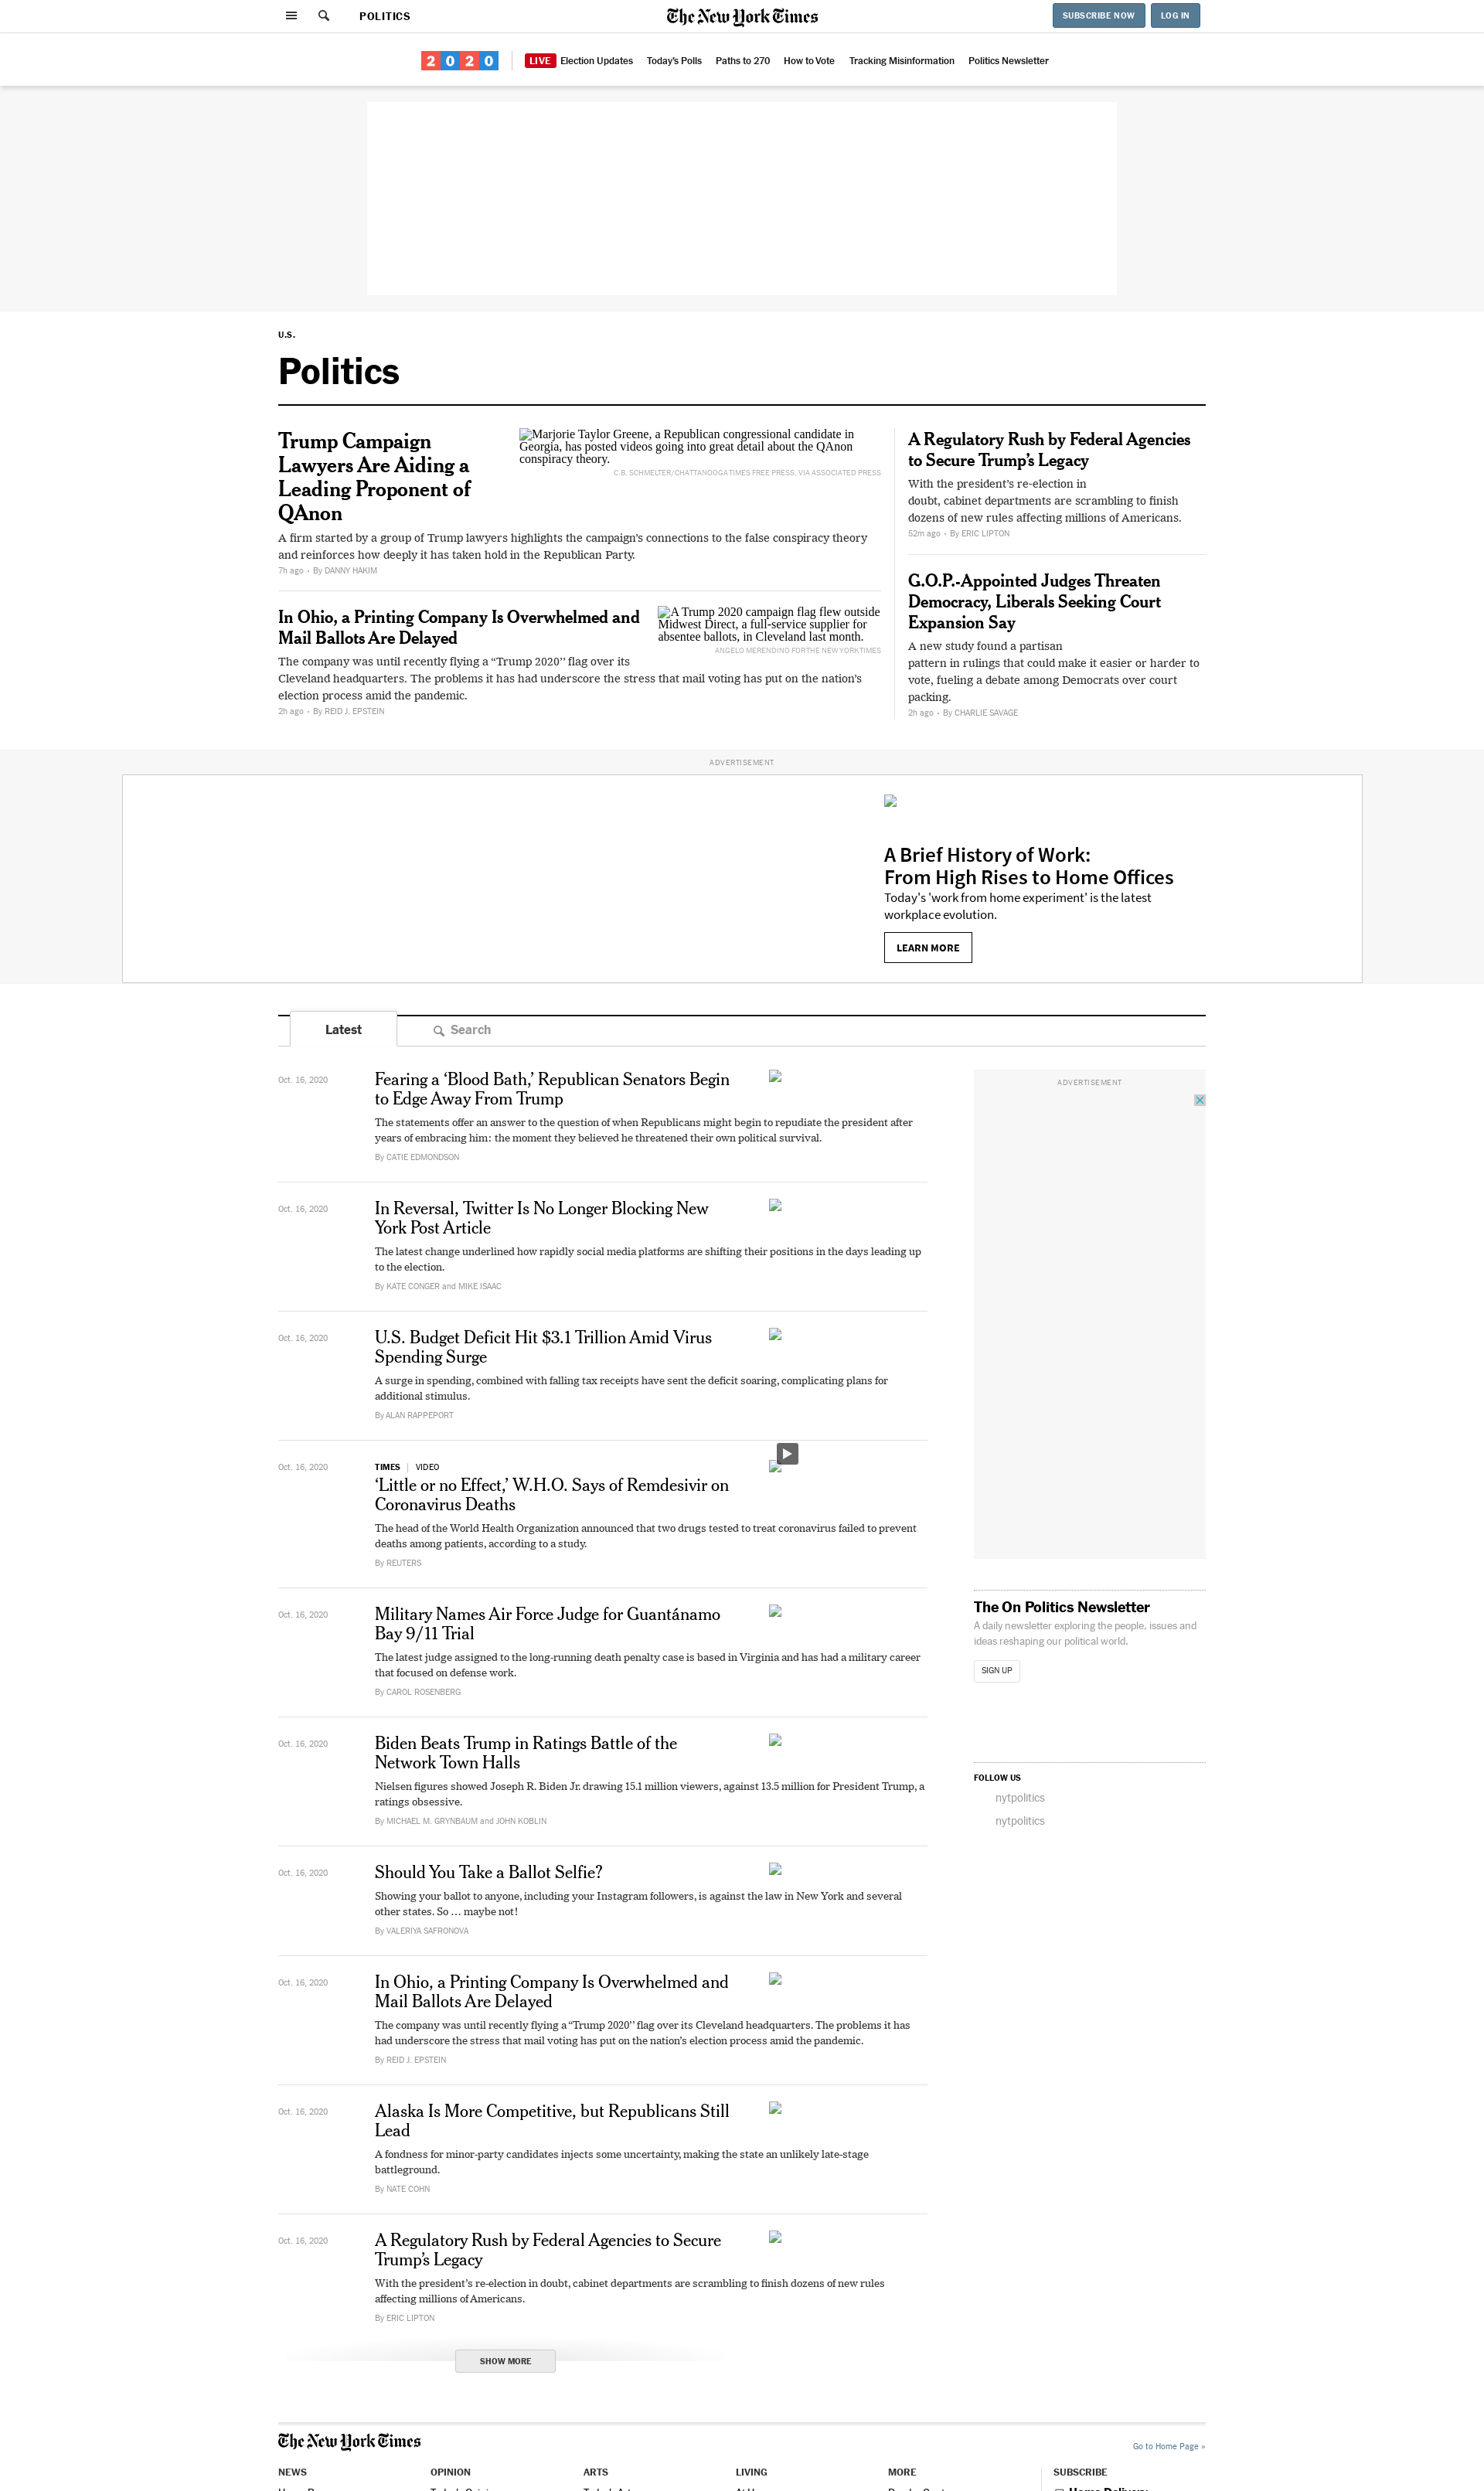 POLITICS
The New York Times
SUBSCRIBE NOW
LOG IN
2020
LIVE Election Updates
Today's Polls
Paths to 270
How to Vote
Tracking Misinformation
Politics Newsletter
U.S.
Politics
Trump Campaign
Lawyers Are Aiding a
Leading Proponent of
QAnon
Marjorie Taylor Greene, a Republican congressional candidate in
Georgia, has posted videos going into great detail about the QAnon
conspiracy theory.
C.B. SCHMELTER/CHATTANOOGA TIMES FREE PRESS, VIA ASSOCIATED PRESS
A firm started by a group of Trump lawyers highlights the campaign's connections to the false conspiracy theory
and reinforces how deeply it has taken hold in the Republican Party.
7h ago • By DANNY HAKIM
In Ohio, a Printing Company Is Overwhelmed and
Mail Ballots Are Delayed
A Trump 2020 campaign flag flew outside
Midwest Direct, a full-service supplier for
absentee ballots, in Cleveland last month.
ANGELO MERENDINO FOR THE NEW YORK TIMES
The company was until recently flying a “Trump 2020’’ flag over its
Cleveland headquarters. The problems it has had underscore the stress that mail voting has put on the nation’s
election process amid the pandemic.
2h ago • By REID J. EPSTEIN
A Regulatory Rush by Federal Agencies
to Secure Trump’s Legacy
With the president’s re-election in
doubt, cabinet departments are scrambling to finish
dozens of new rules affecting millions of Americans.
52m ago • By ERIC LIPTON
G.O.P.-Appointed Judges Threaten
Democracy, Liberals Seeking Court
Expansion Say
A new study found a partisan
pattern in rulings that could make it easier or harder to
vote, fueling a debate among Democrats over court
packing.
2h ago • By CHARLIE SAVAGE
ADVERTISEMENT
A Brief History of Work:
From High Rises to Home Offices
Today's 'work from home experiment' is the latest
workplace evolution.
LEARN MORE
Latest
Search
Oct. 16, 2020
Fearing a ‘Blood Bath,’ Republican Senators Begin
to Edge Away From Trump
The statements offer an answer to the question of when Republicans might begin to repudiate the president after
years of embracing him: the moment they believed he threatened their own political survival.
By CATIE EDMONDSON
Oct. 16, 2020
In Reversal, Twitter Is No Longer Blocking New
York Post Article
The latest change underlined how rapidly social media platforms are shifting their positions in the days leading up
to the election.
By KATE CONGER and MIKE ISAAC
Oct. 16, 2020
U.S. Budget Deficit Hit $3.1 Trillion Amid Virus
Spending Surge
A surge in spending, combined with falling tax receipts have sent the deficit soaring, complicating plans for
additional stimulus.
By ALAN RAPPEPORT
Oct. 16, 2020
TIMES | VIDEO
‘Little or no Effect,’ W.H.O. Says of Remdesivir on
Coronavirus Deaths
The head of the World Health Organization announced that two drugs tested to treat coronavirus failed to prevent
deaths among patients, according to a study.
By REUTERS
Oct. 16, 2020
Military Names Air Force Judge for Guantánamo
Bay 9/11 Trial
The latest judge assigned to the long-running death penalty case is based in Virginia and has had a military career
that focused on defense work.
By CAROL ROSENBERG
Oct. 16, 2020
Biden Beats Trump in Ratings Battle of the
Network Town Halls
Nielsen figures showed Joseph R. Biden Jr. drawing 15.1 million viewers, against 13.5 million for President Trump, a
ratings obsessive.
By MICHAEL M. GRYNBAUM and JOHN KOBLIN
Oct. 16, 2020
Should You Take a Ballot Selfie?
Showing your ballot to anyone, including your Instagram followers, is against the law in New York and several
other states. So … maybe not!
By VALERIYA SAFRONOVA
Oct. 16, 2020
In Ohio, a Printing Company Is Overwhelmed and
Mail Ballots Are Delayed
The company was until recently flying a “Trump 2020’’ flag over its Cleveland headquarters. The problems it has
had underscore the stress that mail voting has put on the nation’s election process amid the pandemic.
By REID J. EPSTEIN
Oct. 16, 2020
Alaska Is More Competitive, but Republicans Still
Lead
A fondness for minor-party candidates injects some uncertainty, making the state an unlikely late-stage
battleground.
By NATE COHN
Oct. 16, 2020
A Regulatory Rush by Federal Agencies to Secure
Trump’s Legacy
With the president’s re-election in doubt, cabinet departments are scrambling to finish dozens of new rules
affecting millions of Americans.
By ERIC LIPTON
SHOW MORE
ADVERTISEMENT
The On Politics Newsletter
A daily newsletter exploring the people, issues and
ideas reshaping our political world.
SIGN UP
FOLLOW US
nytpolitics
nytpolitics
The New York Times
Go to Home Page »
NEWS
OPINION
ARTS
LIVING
MORE
SUBSCRIBE